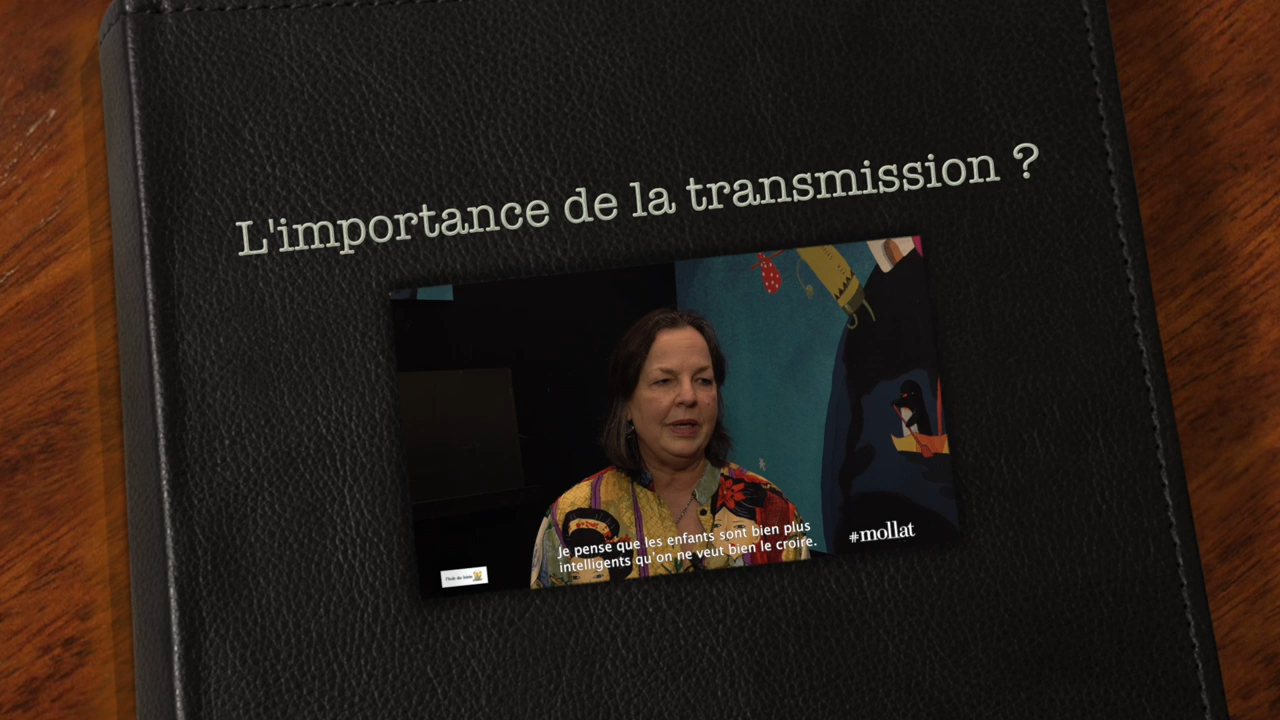 L'importance de la transmission ?
Je pense que les enfants sont bien plus
intelligents qu'on ne veut bien le croire.
#mollat